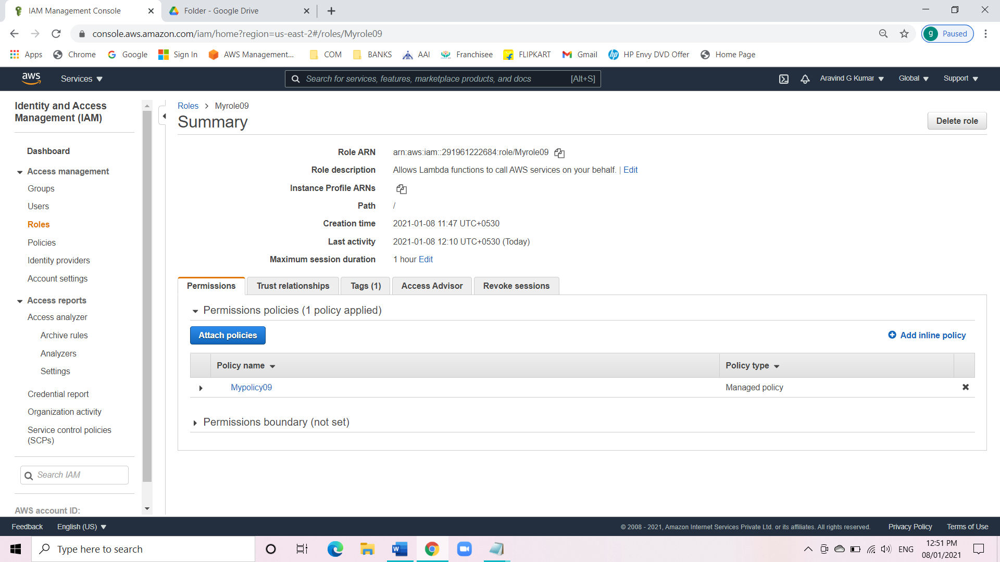 IAM Management Console
Folder - Google Drive
console.aws.amazon.com/iam/home?region=us-east-2#/roles/Myrole09
g Paused
Apps Chrome Google Sign In AWS Management... COM BANKS AAI Franchisee FLIPKART Gmail HP Envy DVD Offer Home Page
aws Services Search for services, features, marketplace products, and docs [Alt+S] Aravind G Kumar Global Support
Identity and Access
Management (IAM)
Dashboard
Access management
Groups
Users
Roles
Policies
Identity providers
Account settings
Access reports
Access analyzer
Archive rules
Analyzers
Settings
Credential report
Organization activity
Service control policies
(SCPs)
Search IAM
AWS account ID:
Roles > Myrole09
Summary
Delete role
Role ARN arn:aws:iam::291961222684:role/Myrole09
Role description Allows Lambda functions to call AWS services on your behalf. | Edit
Instance Profile ARNs
Path /
Creation time 2021-01-08 11:47 UTC+0530
Last activity 2021-01-08 12:10 UTC+0530 (Today)
Maximum session duration 1 hour Edit
Permissions Trust relationships Tags (1) Access Advisor Revoke sessions
Permissions policies (1 policy applied)
Attach policies Add inline policy
Policy name Policy type
Mypolicy09 Managed policy
Permissions boundary (not set)
Feedback English (US) © 2008 - 2021, Amazon Internet Services Private Ltd. or its affiliates. All rights reserved. Privacy Policy Terms of Use
Type here to search
W
ENG
12:51 PM
08/01/2021